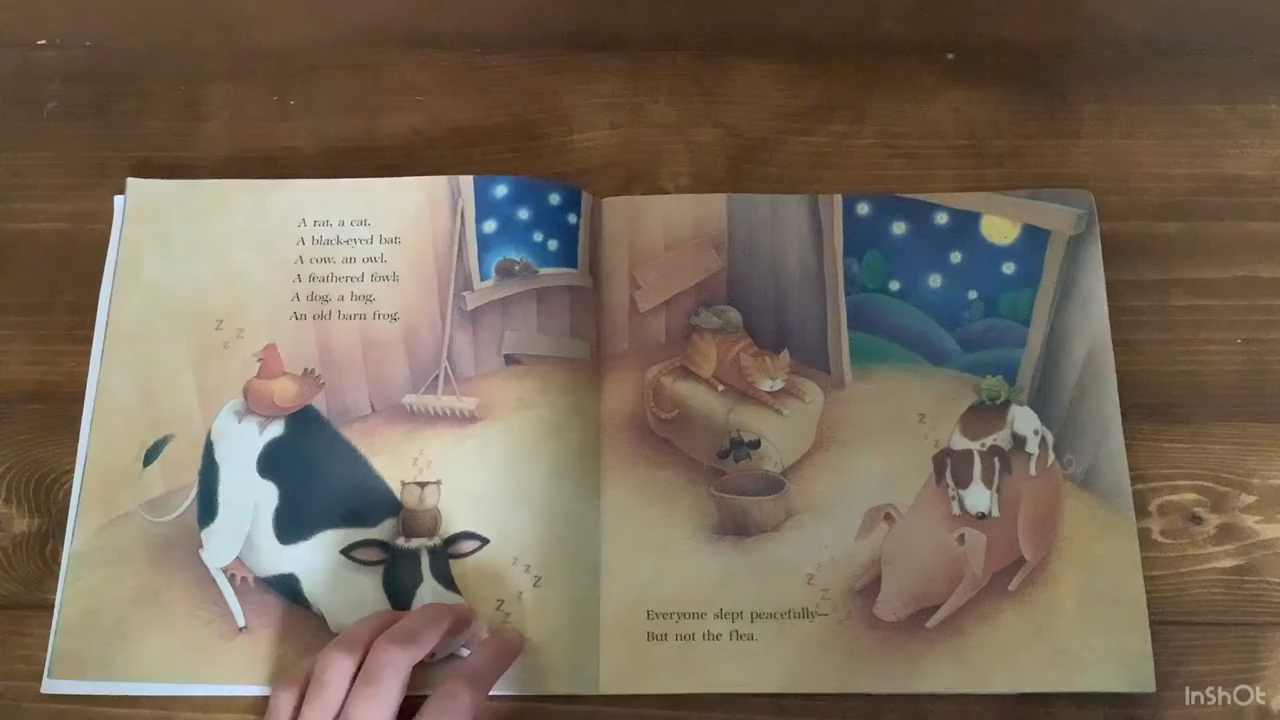 A rat, a cat,
A black-eyed bat;
A cow, an owl,
A feathered fowl;
A dog, a hog,
An old barn frog.
z z
z
z
z z
z
z z
z
z
z
z
z
z
z
z
Everyone slept peacefully—
But not the flea.
InShOt